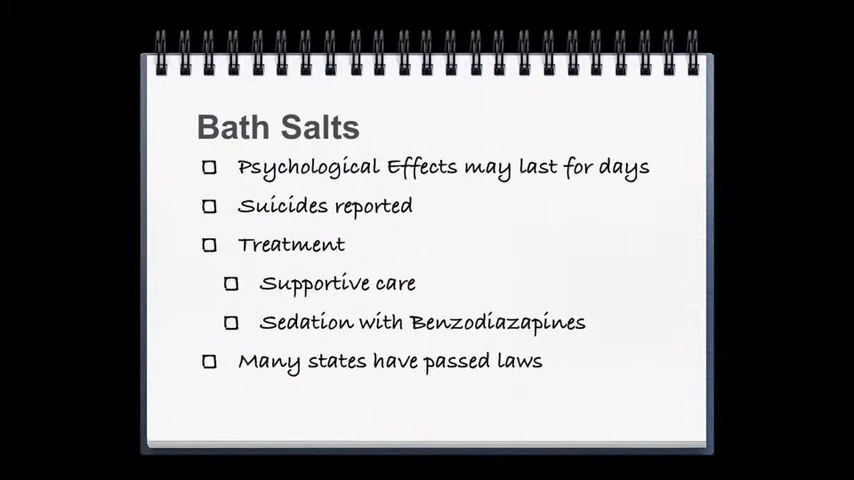 Bath Salts
Psychological Effects may last for days
Suicides reported
Treatment
Supportive care
Sedation with Benzodiazapines
Many states have passed laws